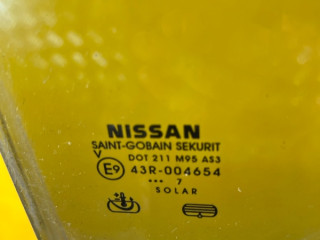 NISSAN
SAINT-GOBAIN SEKURIT
V DOT 211 M95 AS3
E9 43R-004654
••• 7
SOLAR